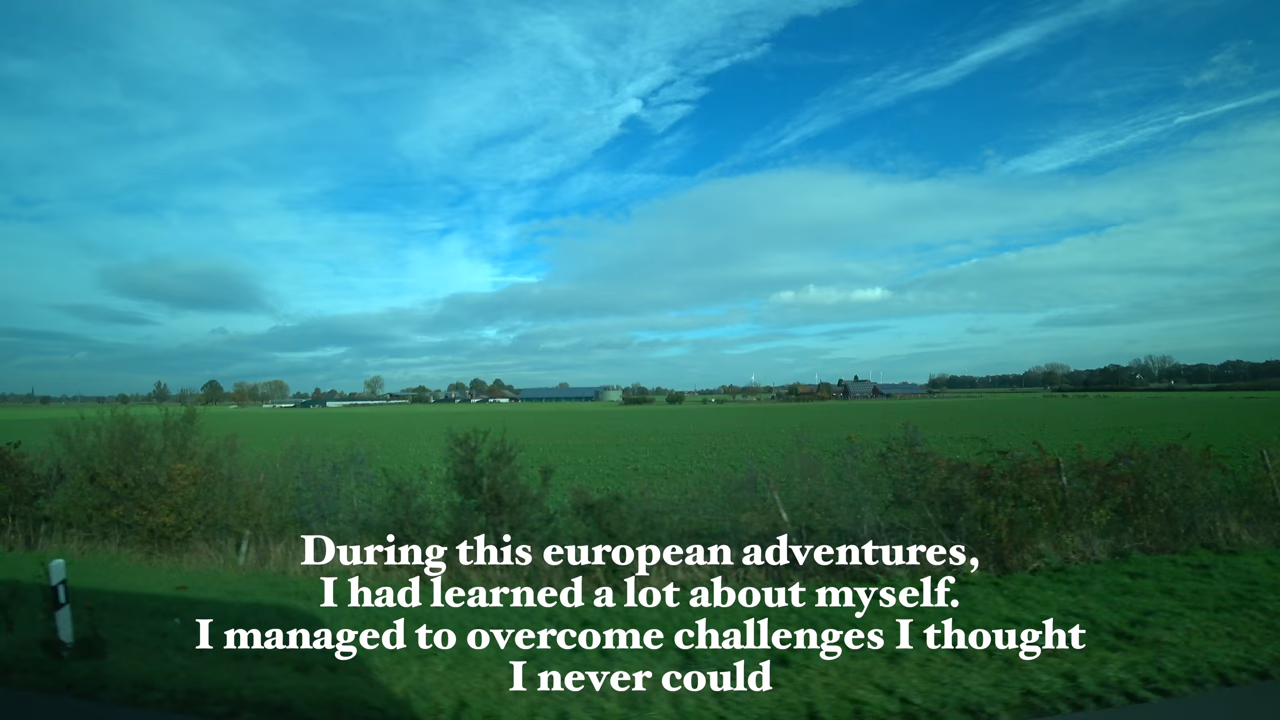 During this european adventures,
I had learned a lot about myself.
I managed to overcome challenges I thought
I never could